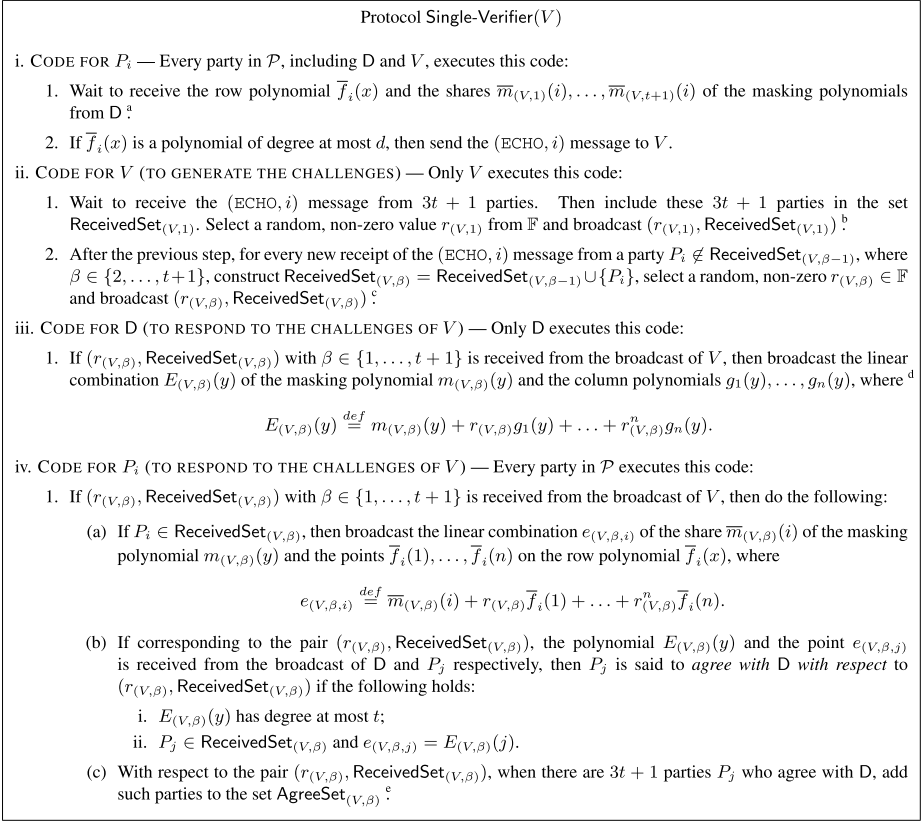 Protocol Single-Verifier(V)
i. CODE FOR P_i — Every party in 𝒫, including D and V, executes this code:
1. Wait to receive the row polynomial f̄_i(x) and the shares m̄_(V,1)(i), . . . , m̄_(V,t+1)(i) of the masking polynomials
from D ^a.
2. If f̄_i(x) is a polynomial of degree at most d, then send the (ECHO, i) message to V.
ii. CODE FOR V (TO GENERATE THE CHALLENGES) — Only V executes this code:
1. Wait to receive the (ECHO, i) message from 3t + 1 parties. Then include these 3t + 1 parties in the set
ReceivedSet_(V,1). Select a random, non-zero value r_(V,1) from 𝔽 and broadcast (r_(V,1), ReceivedSet_(V,1)) ^b.
2. After the previous step, for every new receipt of the (ECHO, i) message from a party P_i ∉ ReceivedSet_(V,β−1), where
β ∈ {2, . . . , t+1}, construct ReceivedSet_(V,β) = ReceivedSet_(V,β−1) ∪ {P_i}, select a random, non-zero r_(V,β) ∈ 𝔽
and broadcast (r_(V,β), ReceivedSet_(V,β)) ^c.
iii. CODE FOR D (TO RESPOND TO THE CHALLENGES OF V) — Only D executes this code:
1. If (r_(V,β), ReceivedSet_(V,β)) with β ∈ {1, . . . , t + 1} is received from the broadcast of V, then broadcast the linear
combination E_(V,β)(y) of the masking polynomial m_(V,β)(y) and the column polynomials g_1(y), . . . , g_n(y), where ^d
E_(V,β)(y) def= m_(V,β)(y) + r_(V,β)g_1(y) + . . . + r^n_(V,β)g_n(y).
iv. CODE FOR P_i (TO RESPOND TO THE CHALLENGES OF V) — Every party in 𝒫 executes this code:
1. If (r_(V,β), ReceivedSet_(V,β)) with β ∈ {1, . . . , t + 1} is received from the broadcast of V, then do the following:
(a) If P_i ∈ ReceivedSet_(V,β), then broadcast the linear combination e_(V,β,i) of the share m̄_(V,β)(i) of the masking
polynomial m_(V,β)(y) and the points f̄_i(1), . . . , f̄_i(n) on the row polynomial f̄_i(x), where
e_(V,β,i) def= m̄_(V,β)(i) + r_(V,β)f̄_i(1) + . . . + r^n_(V,β)f̄_i(n).
(b) If corresponding to the pair (r_(V,β), ReceivedSet_(V,β)), the polynomial E_(V,β)(y) and the point e_(V,β,j)
is received from the broadcast of D and P_j respectively, then P_j is said to agree with D with respect to
(r_(V,β), ReceivedSet_(V,β)) if the following holds:
i. E_(V,β)(y) has degree at most t;
ii. P_j ∈ ReceivedSet_(V,β) and e_(V,β,j) = E_(V,β)(j).
(c) With respect to the pair (r_(V,β), ReceivedSet_(V,β)), when there are 3t + 1 parties P_j who agree with D, add
such parties to the set AgreeSet_(V,β) ^e.